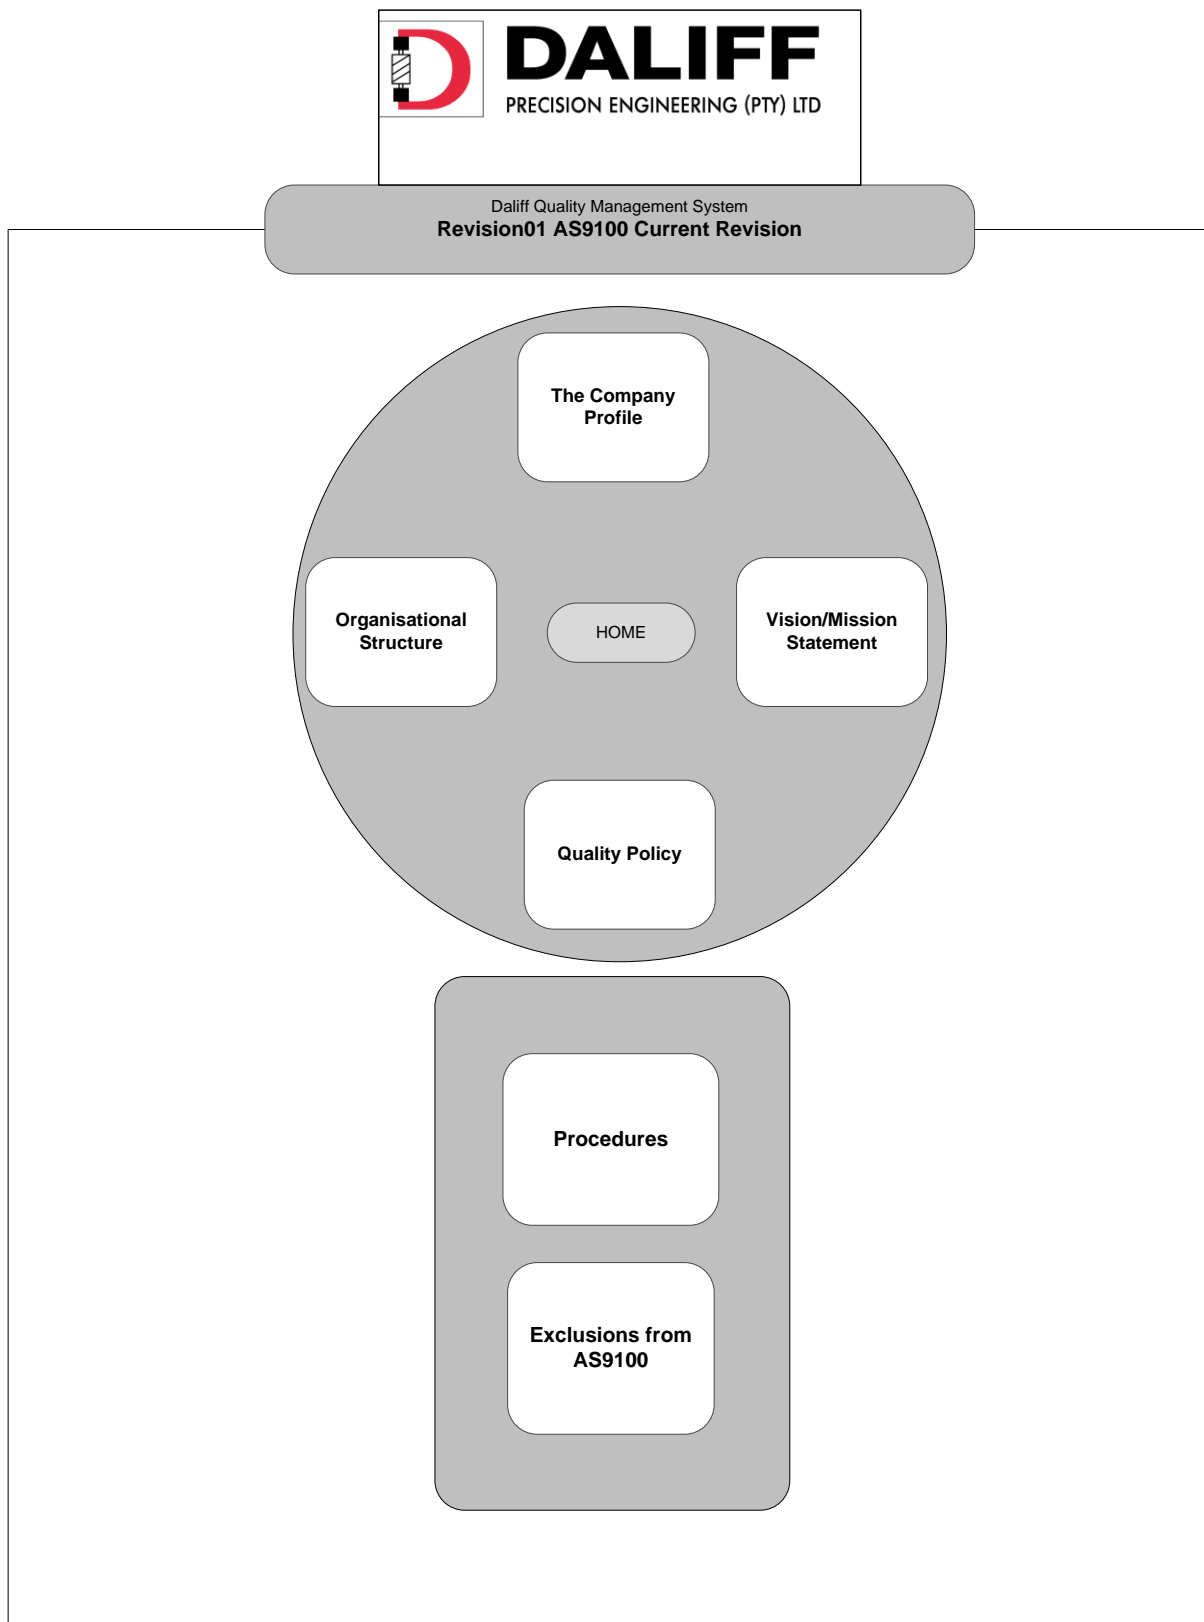 DALIFF
PRECISION ENGINEERING (PTY) LTD
Daliff Quality Management System
Revision01 AS9100 Current Revision
The Company
Profile
Organisational
Structure
HOME
Vision/Mission
Statement
Quality Policy
Procedures
Exclusions from
AS9100